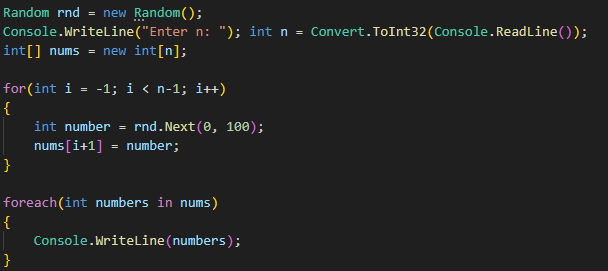 Random rnd = new Random();
Console.WriteLine("Enter n: "); int n = Convert.ToInt32(Console.ReadLine());
int[] nums = new int[n];
for(int i = -1; i < n-1; i++)
{
int number = rnd.Next(0, 100);
nums[i+1] = number;
}
foreach(int numbers in nums)
{
Console.WriteLine(numbers);
}